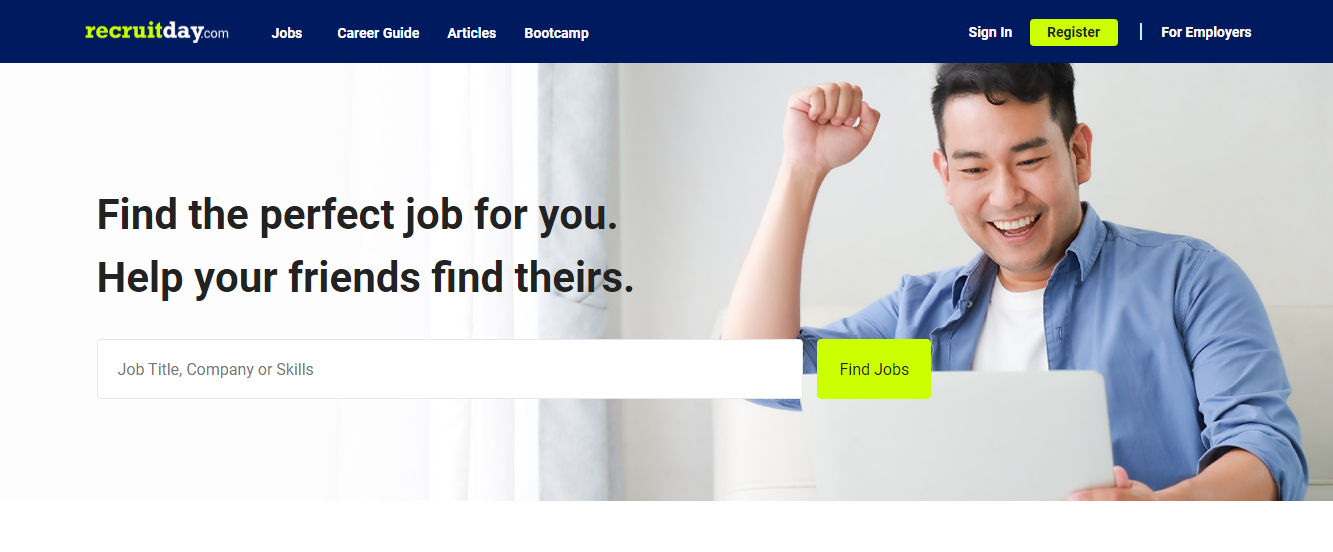 recruitday.com
Jobs
Career Guide
Articles
Bootcamp
Sign In
Register
For Employers
Find the perfect job for you.
Help your friends find theirs.
Job Title, Company or Skills
Find Jobs